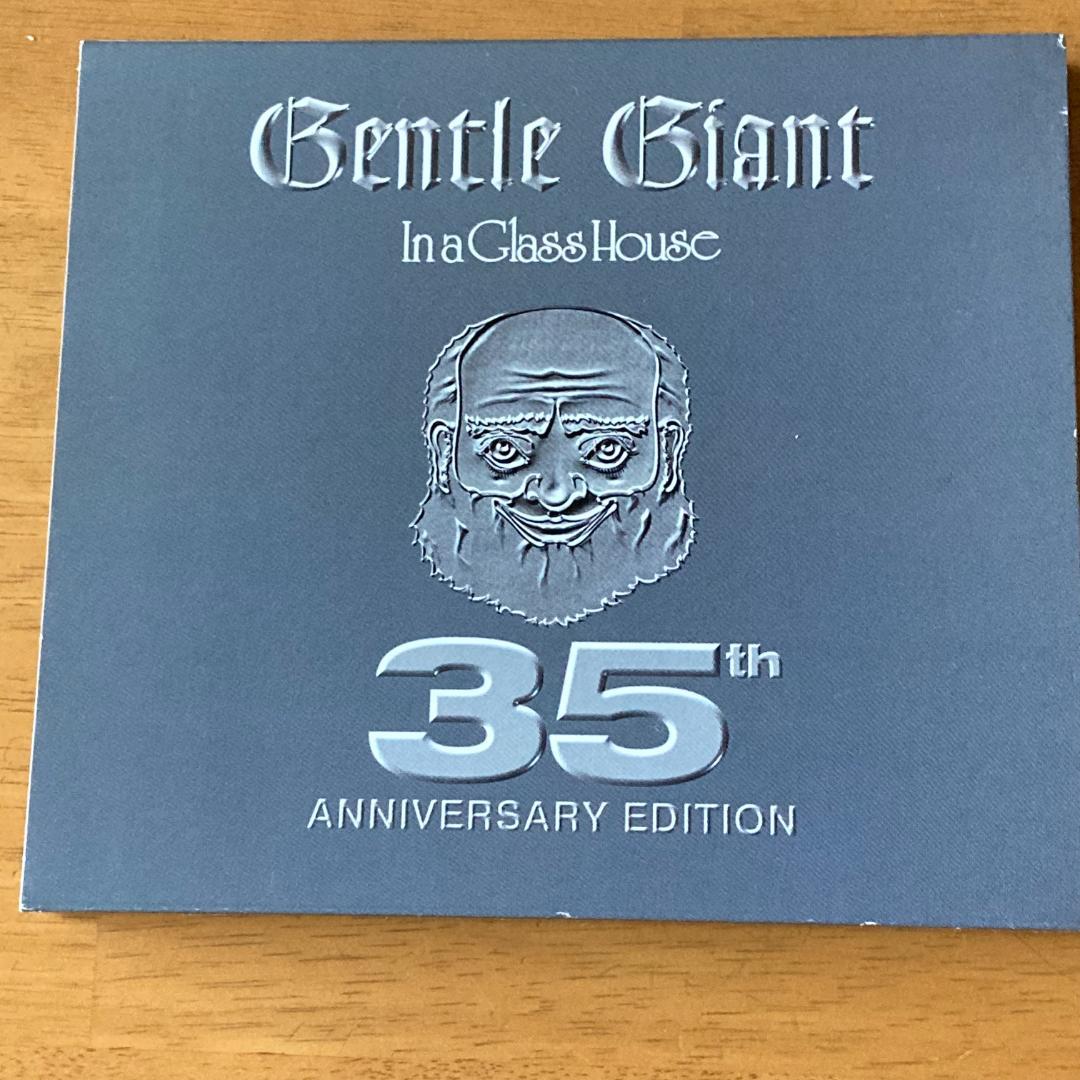 Gentle Giant
In a Glass House
35th
ANNIVERSARY EDITION